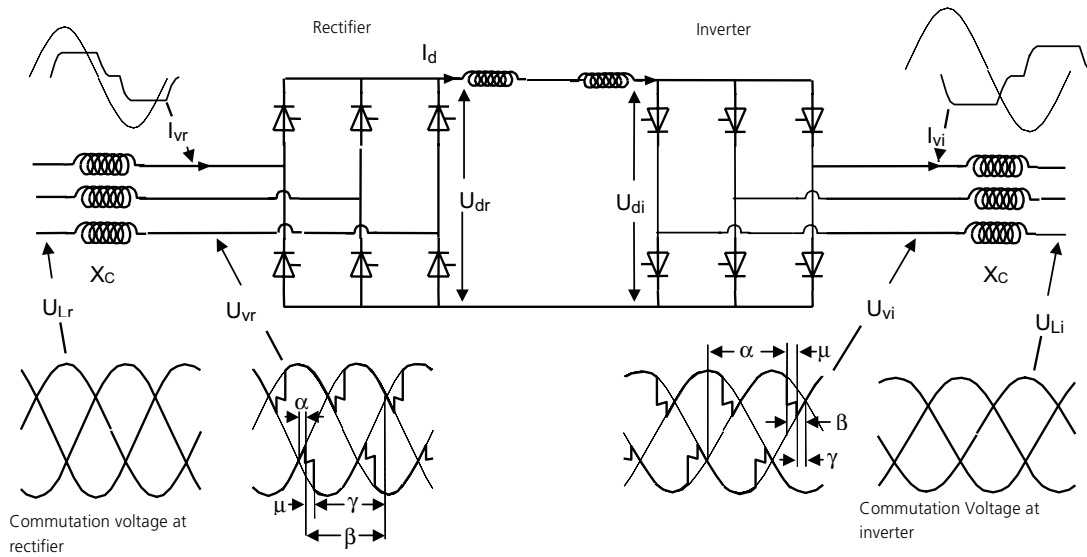 Rectifier
Inverter
I_d
I_vr
I_vi
U_dr
U_di
X_C
X_C
U_Lr
U_vr
U_vi
U_Li
α
μ
γ
β
α
μ
β
γ
Commutation voltage at
rectifier
Commutation Voltage at
inverter